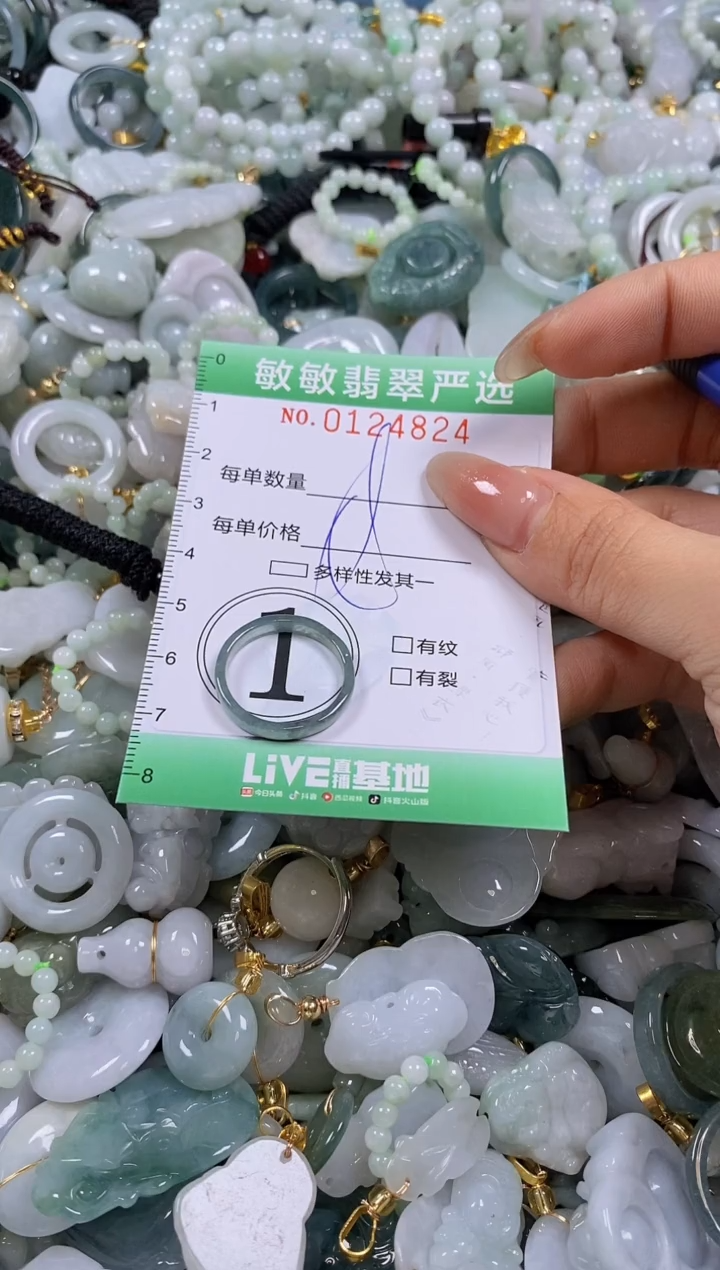 敏敏翡翠严选
NO.0124824
每单数量
每单价格
多样性发其一
有纹
有裂
1
LiVE直播基地
今日头条 抖音 西瓜视频 抖音火山版
0
1
2
3
4
5
6
7
8